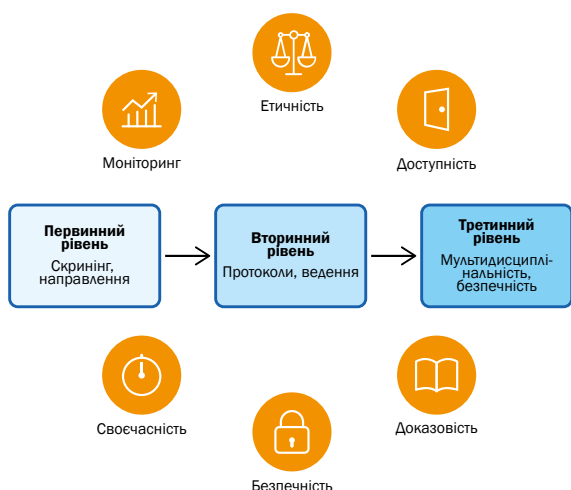 Етичність
Моніторинг
Доступність
Первинний
рівень
Скринінг,
направлення
Вторинний
рівень
Протоколи, ведення
Третинний
рівень
Мультидисциплі-
нальність,
безпечність
Своєчасність
Доказовість
Безпечність